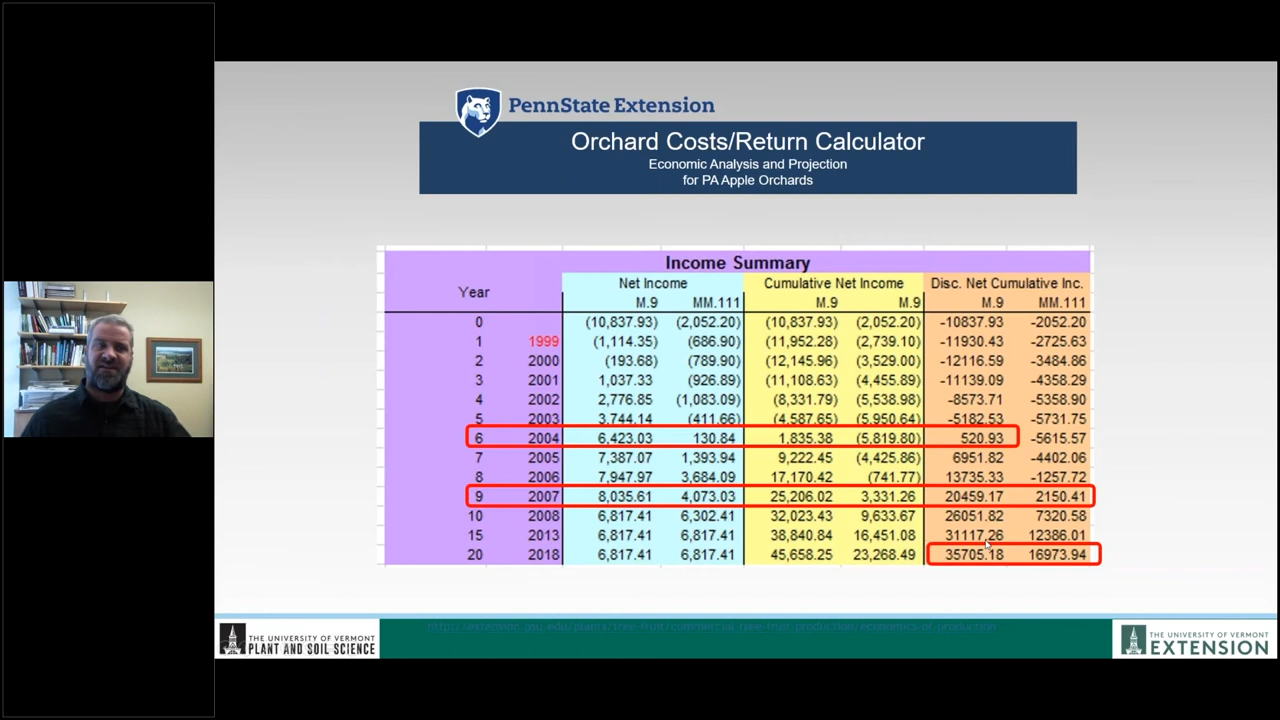 PennState Extension
Orchard Costs/Return Calculator
Economic Analysis and Projection
for PA Apple Orchards
Income Summary
Year Net Income Cumulative Net Income Disc. Net Cumulative Inc.
M.9 MM.111 M.9 M.9 M.9 MM.111
0 (10,837.93) (2,052.20) (10,837.93) (2,052.20) -10837.93 -2052.20
1 1999 (1,114.35) (686.90) (11,952.28) (2,739.10) -11930.43 -2725.63
2 2000 (193.68) (789.90) (12,145.96) (3,529.00) -12116.59 -3484.86
3 2001 1,037.33 (926.89) (11,108.63) (4,455.89) -11139.09 -4358.29
4 2002 2,776.85 (1,083.09) (8,331.79) (5,538.98) -8573.71 -5358.90
5 2003 3,744.14 (411.66) (4,587.65) (5,950.64) -5182.53 -5731.75
6 2004 6,423.03 130.84 1,835.38 (5,819.80) 520.93 -5615.57
7 2005 7,387.07 1,393.94 9,222.45 (4,425.86) 6951.82 -4402.06
8 2006 7,947.97 3,684.09 17,170.42 (741.77) 13735.33 -1257.72
9 2007 8,035.61 4,073.03 25,206.02 3,331.26 20459.17 2150.41
10 2008 6,817.41 6,302.41 32,023.43 9,633.67 26051.82 7320.58
15 2013 6,817.41 6,817.41 38,840.84 16,451.08 31117.26 12386.01
20 2018 6,817.41 6,817.41 45,658.25 23,268.49 35705.18 16973.94
http://extension.psu.edu/plants/tree-fruit/commercial-tree-fruit-production/economics-of-production
THE UNIVERSITY OF VERMONT
PLANT AND SOIL SCIENCE
THE UNIVERSITY OF VERMONT
EXTENSION